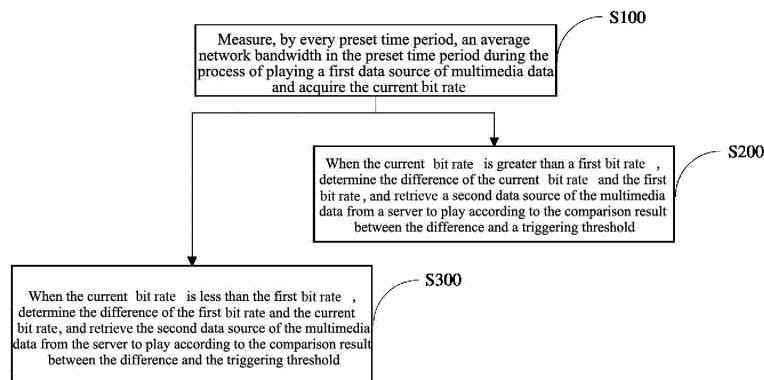 S100
Measure, by every preset time period, an average
network bandwidth in the preset time period during the
process of playing a first data source of multimedia data
and acquire the current bit rate
S200
When the current bit rate is greater than a first bit rate ,
determine the difference of the current bit rate and the first
bit rate, and retrieve a second data source of the multimedia
data from a server to play according to the comparison result
between the difference and a triggering threshold
S300
When the current bit rate is less than the first bit rate ,
determine the difference of the first bit rate and the current
bit rate, and retrieve the second data source of the multimedia
data from the server to play according to the comparison result
between the difference and the triggering threshold